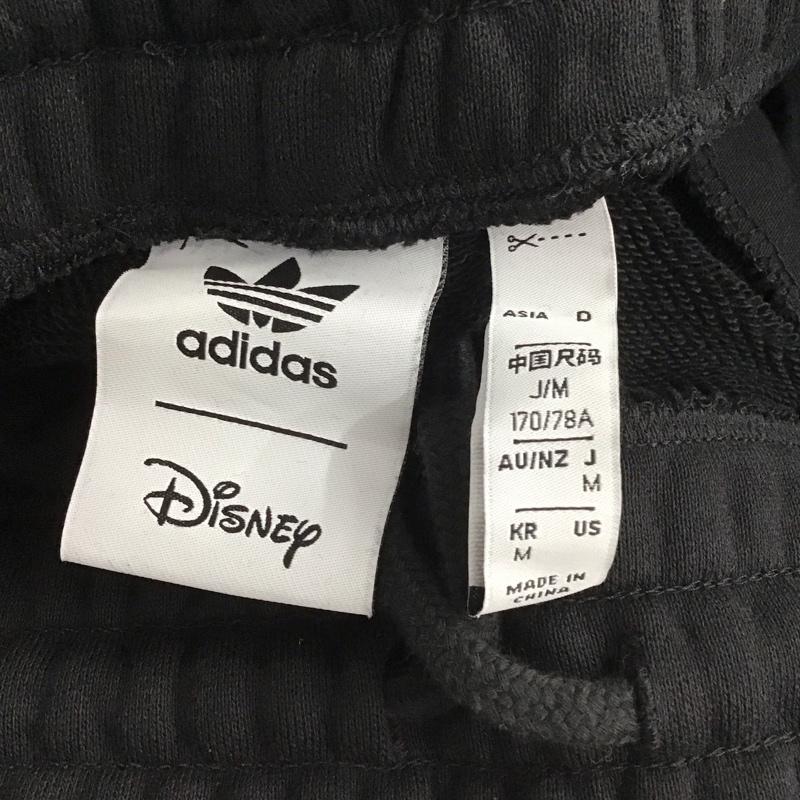 adidas
Disney
ASIA D
中国尺码
J/M
170/78A
AU/NZ J
M
KR US
M
MADE IN
CHINA